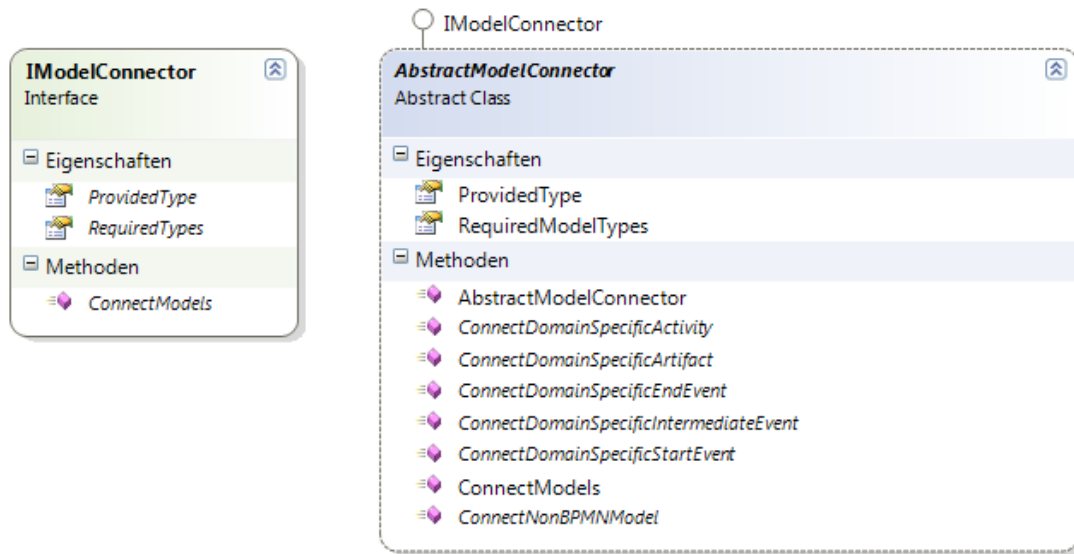 IModelConnector
Interface
Eigenschaften
ProvidedType
RequiredTypes
Methoden
ConnectModels
IModelConnector
AbstractModelConnector
Abstract Class
Eigenschaften
ProvidedType
RequiredModelTypes
Methoden
AbstractModelConnector
ConnectDomainSpecificActivity
ConnectDomainSpecificArtifact
ConnectDomainSpecificEndEvent
ConnectDomainSpecificIntermediateEvent
ConnectDomainSpecificStartEvent
ConnectModels
ConnectNonBPMNModel